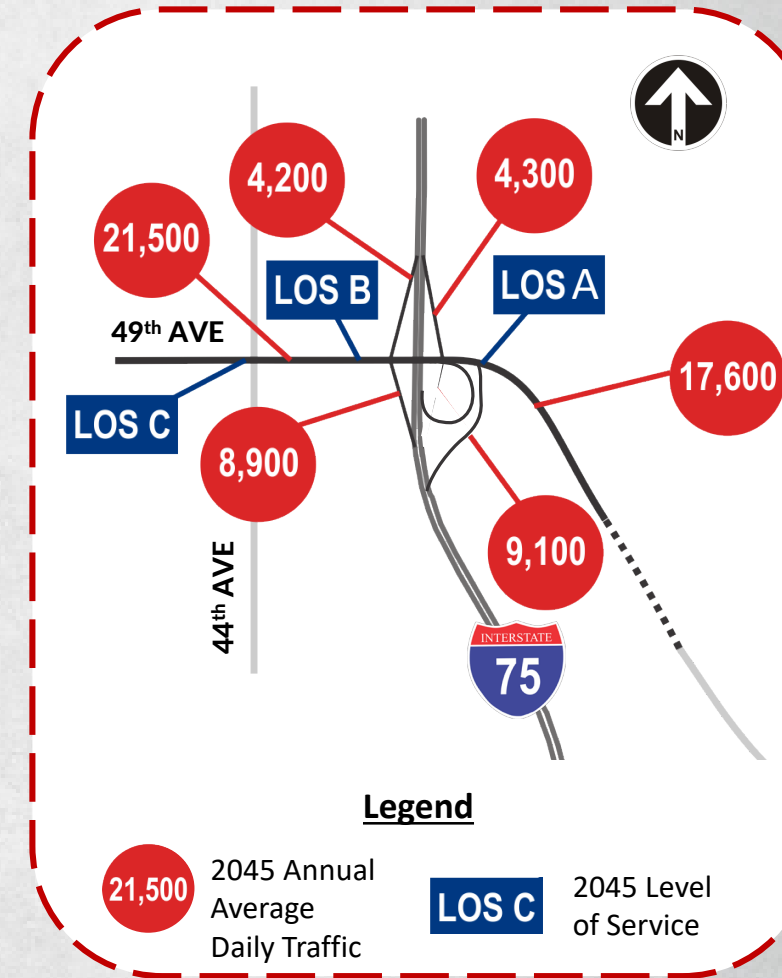 N
4,200
4,300
21,500
LOS B
LOS A
49th AVE
17,600
LOS C
8,900
9,100
44th AVE
INTERSTATE
75
Legend
21,500
2045 Annual
Average
Daily Traffic
LOS C
2045 Level
of Service